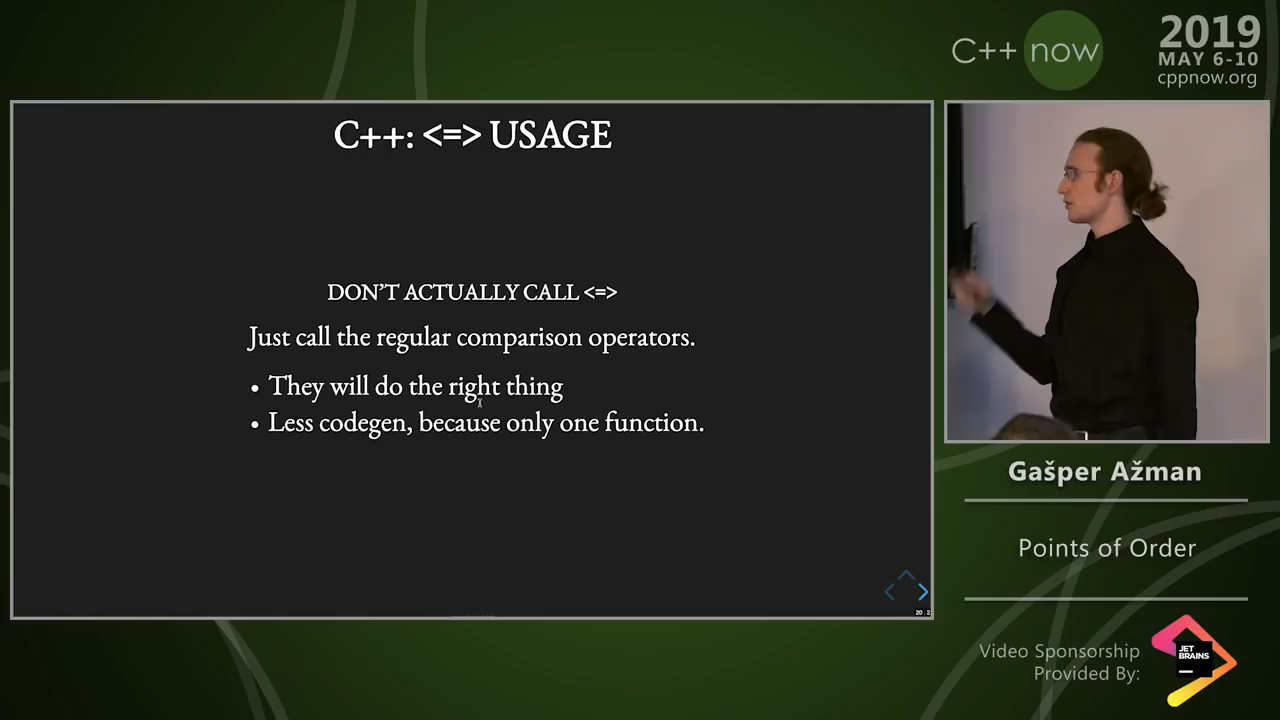 C++ now
2019
MAY 6-10
cppnow.org
C++: <=> USAGE
DON'T ACTUALLY CALL <=>
Just call the regular comparison operators.
• They will do the right thing
• Less codegen, because only one function.
20.2
Gašper Ažman
Points of Order
Video Sponsorship
Provided By:
JET
BRAINS